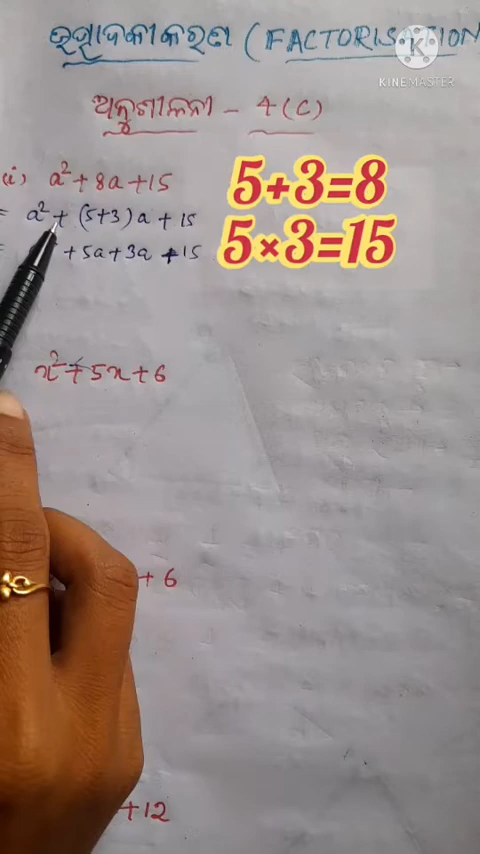 ଉତ୍ପାଦକୀକରଣ (FACTORISATION
KINEMASTER
ଅନୁଶୀଳନୀ - 4(C)
(i) a² + 8a + 15
= a² + (5+3)a + 15
= + 5a + 3a + 15
5+3=8
5×3=15
x² + 5x + 6
+ 6
+ 12